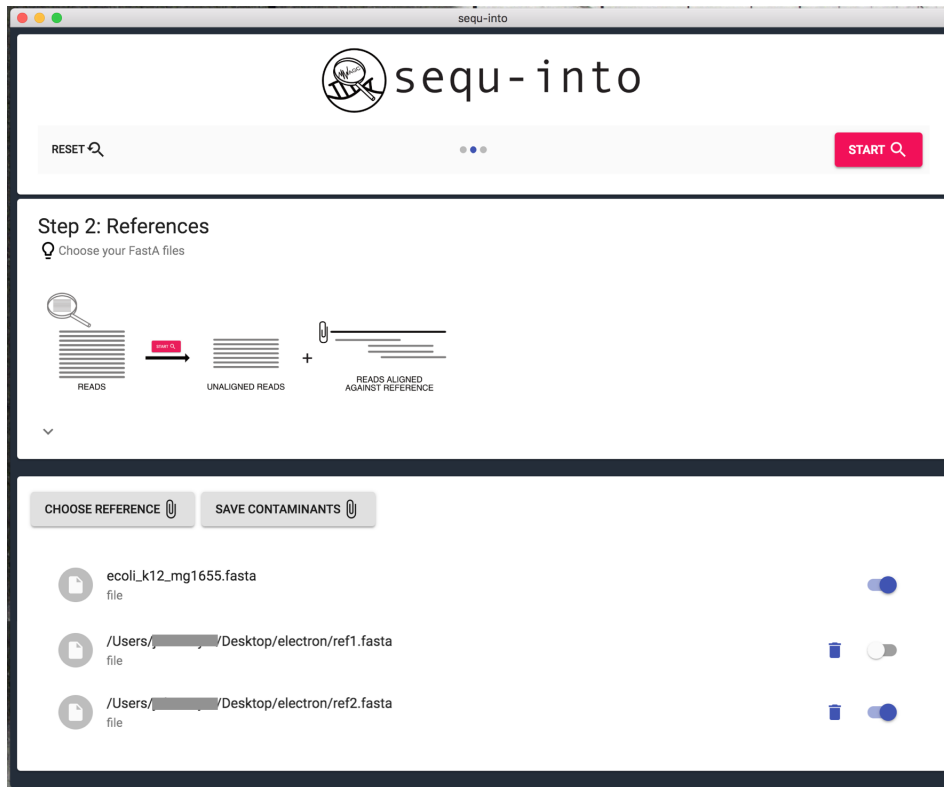 sequ-into
sequ-into
RESET
START
Step 2: References
Choose your FastA files
START
READS
UNALIGNED READS
+
READS ALIGNED
AGAINST REFERENCE
CHOOSE REFERENCE
SAVE CONTAMINANTS
ecoli_k12_mg1655.fasta
file
/Users/ /Desktop/electron/ref1.fasta
file
/Users/ /Desktop/electron/ref2.fasta
file